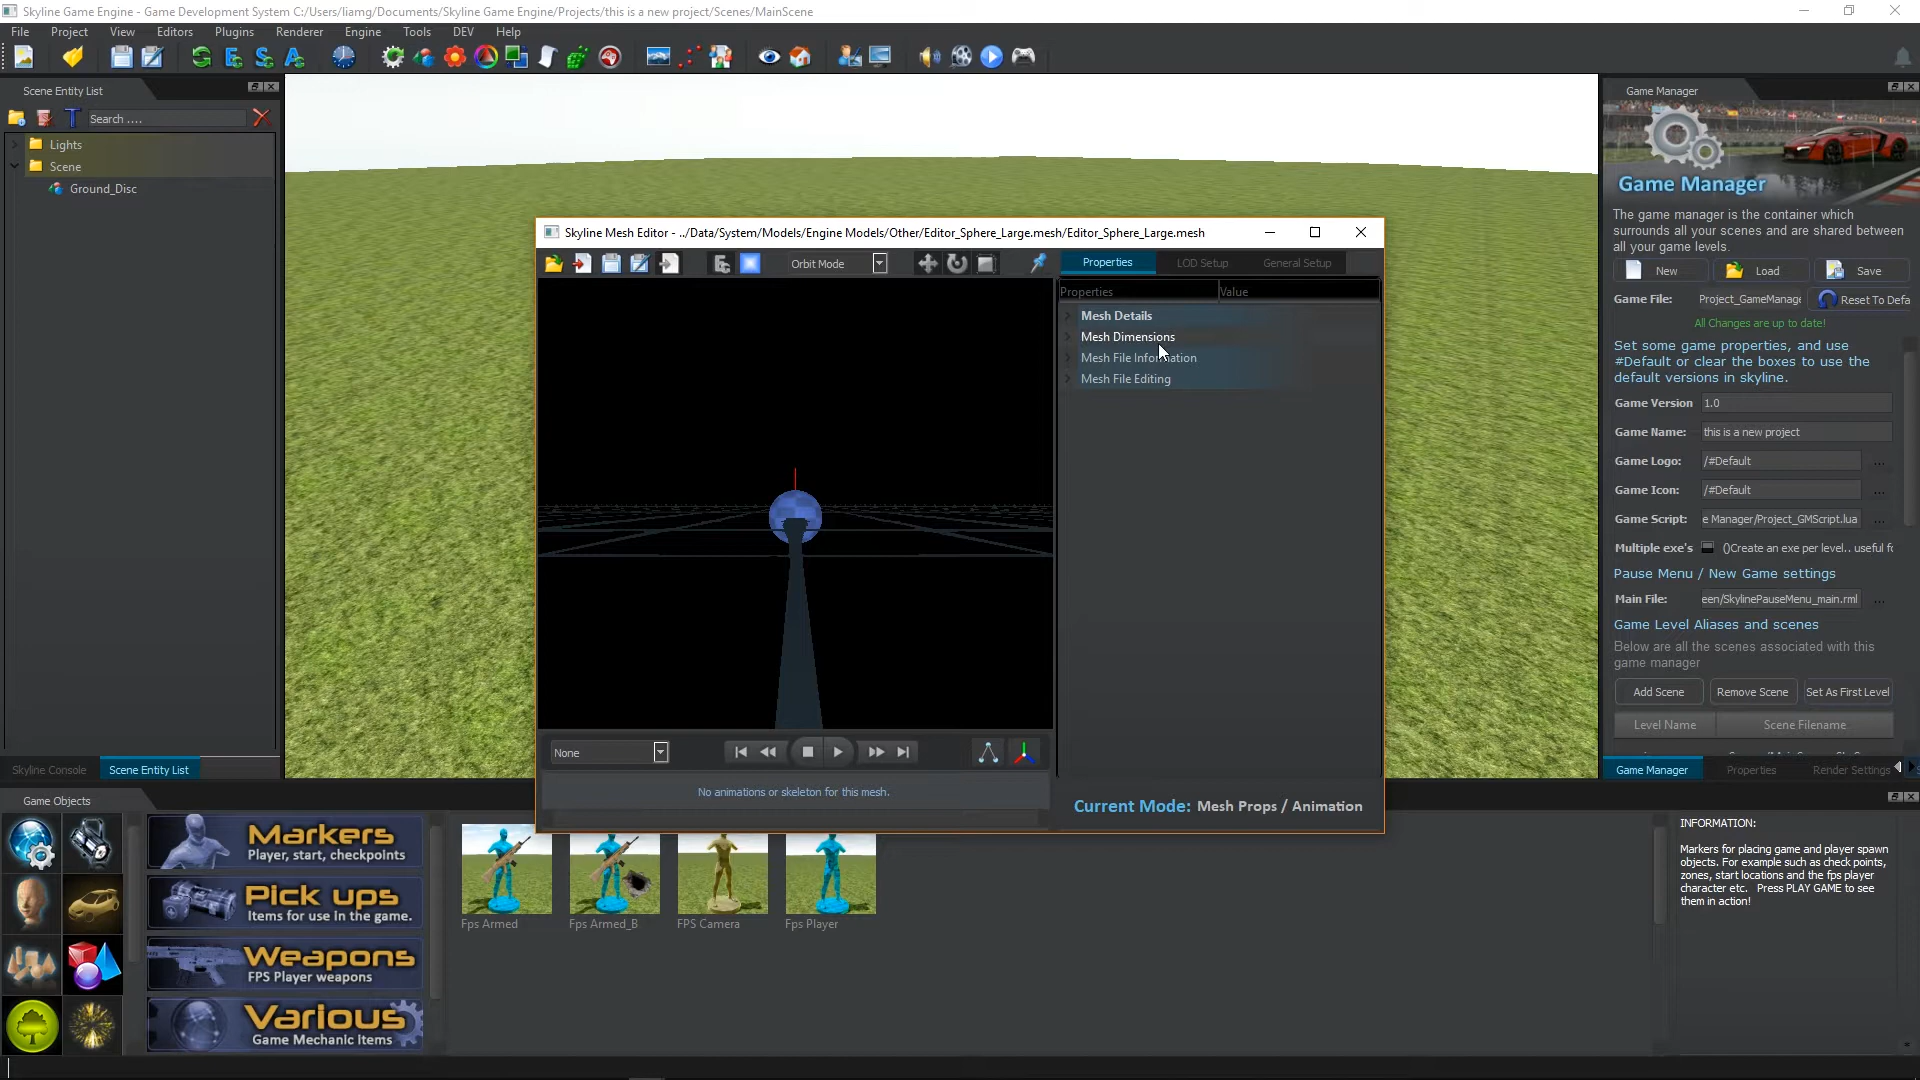 Skyline Game Engine - Game Development System C:/Users/liamg/Documents/Skyline Game Engine/Projects/this is a new project/Scenes/MainScene
File Project View Editors Plugins Renderer Engine Tools DEV Help
Scene Entity List
Search ....
Lights
Scene
Ground_Disc
Skyline Console
Scene Entity List
Skyline Mesh Editor - ../Data/System/Models/Engine Models/Other/Editor_Sphere_Large.mesh/Editor_Sphere_Large.mesh
Orbit Mode
Properties
LOD Setup
General Setup
Properties Value
Mesh Details
Mesh Dimensions
Mesh File Information
Mesh File Editing
None
No animations or skeleton for this mesh.
Current Mode: Mesh Props / Animation
Game Manager
Game Manager
The game manager is the container which
surrounds all your scenes and are shared between
all your game levels.
New Load Save
Game File: Project_GameManage Reset To Defa
All Changes are up to date!
Set some game properties, and use
#Default or clear the boxes to use the
default versions in skyline.
Game Version 1.0
Game Name: this is a new project
Game Logo: /#Default ...
Game Icon: /#Default ...
Game Script: e Manager/Project_GMScript.lua ...
Multiple exe's ()Create an exe per level.. useful fo
Pause Menu / New Game settings
Main File: een/SkylinePauseMenu_main.rml ...
Game Level Aliases and scenes
Below are all the scenes associated with this
game manager
Add Scene Remove Scene Set As First Level
Level Name Scene Filename
Game Manager Properties Render Settings
Game Objects
Markers
Player, start, checkpoints
Pick ups
Items for use in the game.
Weapons
FPS Player weapons
Various
Game Mechanic Items
Fps Armed
Fps Armed_B
FPS Camera
Fps Player
INFORMATION:
Markers for placing game and player spawn
objects. For example such as check points,
zones, start locations and the fps player
character etc. Press PLAY GAME to see
them in action!